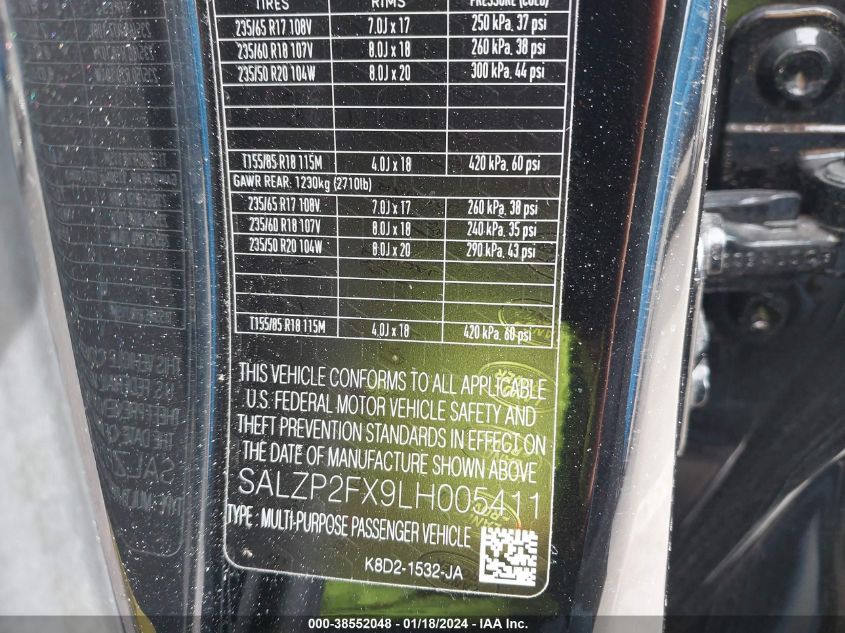 TIRES RIMS PRESSURE (COLD)
235/65 R17 108V 7.0J x 17 250 kPa, 37 psi
235/60 R18 107V 8.0J x 18 260 kPa, 38 psi
235/50 R20 104W 8.0J x 20 300 kPa, 44 psi
T155/85 R18 115M 4.0J x 18 420 kPa, 60 psi
GAWR REAR: 1230kg (2710lb)
235/65 R17 108V 7.0J x 17 260 kPa, 38 psi
235/60 R18 107V 8.0J x 18 240 kPa, 35 psi
235/50 R20 104W 8.0J x 20 290 kPa, 43 psi
T155/85 R18 115M 4.0J x 18 420 kPa, 60 psi
THIS VEHICLE CONFORMS TO ALL APPLICABLE
U.S. FEDERAL MOTOR VEHICLE SAFETY AND
THEFT PREVENTION STANDARDS IN EFFECT ON
THE DATE OF MANUFACTURE SHOWN ABOVE
SALZP2FX9LH005411
TYPE : MULTI-PURPOSE PASSENGER VEHICLE
K8D2-1532-JA
000-38552048 - 01/18/2024 - IAA Inc.